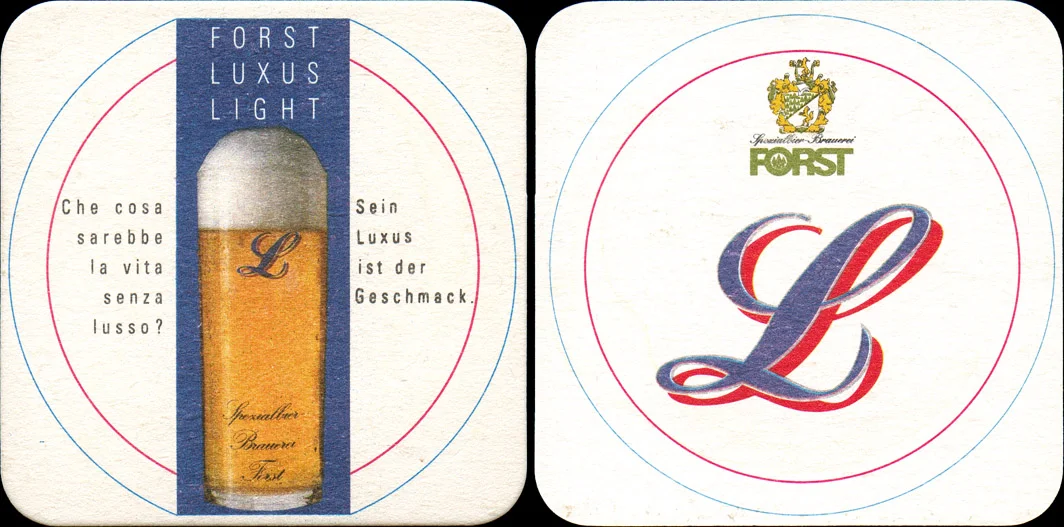 FORST
LUXUS
LIGHT
Che cosa
sarebbe
la vita
senza
lusso?
Sein
Luxus
ist der
Geschmack.
L
Spezialbier-
Brauerei
Forst
Spezialbier-Brauerei
FORST
L